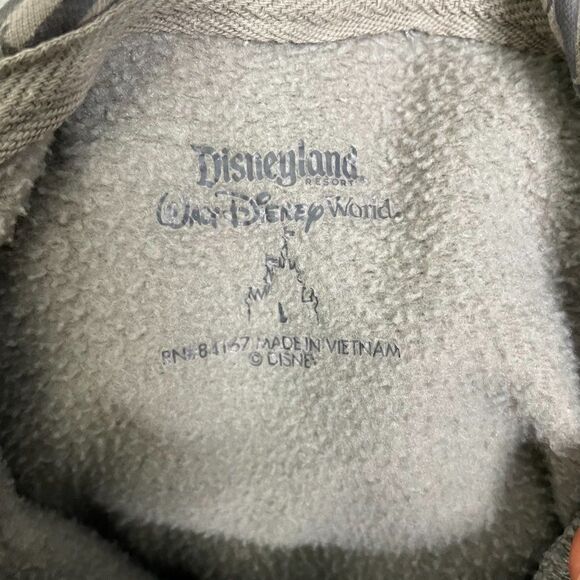 Disneyland
RESORT
Walt Disney World.
L
RN#84167 MADE IN VIETNAM
© DISNEY